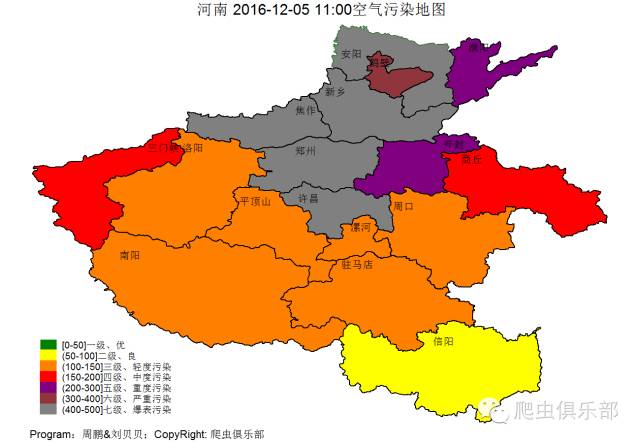 河南 2016-12-05 11:00空气污染地图
安阳
鹤壁
濮阳
新乡
焦作
三门峡
洛阳
郑州
开封
商丘
平顶山
许昌
周口
漯河
南阳
驻马店
信阳
[0-50]一级、优
(50-100]二级、良
(100-150]三级、轻度污染
(150-200]四级、中度污染
(200-300]五级、重度污染
(300-400]六级、严重污染
(400-500]七级、爆表污染
爬虫俱乐部
Program：周鹏&刘贝贝；CopyRight: 爬虫俱乐部